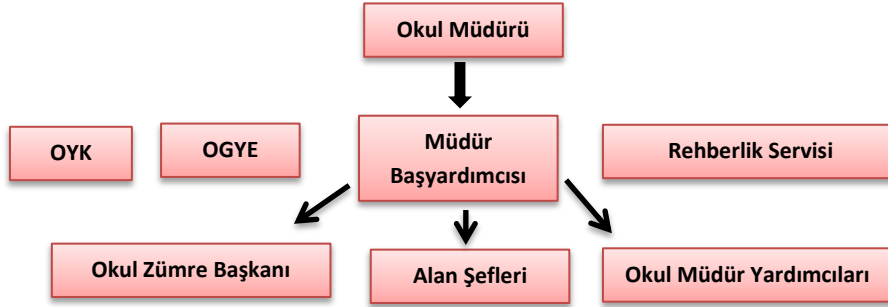 Okul Müdürü
OYK
OGYE
Müdür
Başyardımcısı
Rehberlik Servisi
Okul Zümre Başkanı
Alan Şefleri
Okul Müdür Yardımcıları